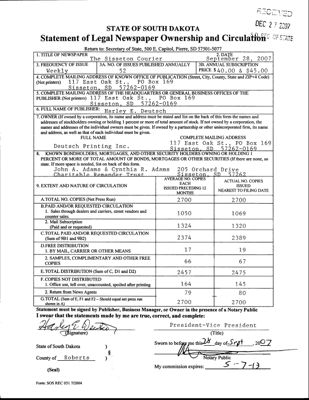 RECEIVED
DEC 27 2007
S.D. SEC. OF STATE
STATE OF SOUTH DAKOTA
Statement of Legal Newspaper Ownership and Circulation
Return to: Secretary of State, 500 E. Capitol, Pierre, SD 57501-5077
1. TITLE OF NEWSPAPER
The Sisseton Courier
2. DATE
September 28, 2007
3. FREQUENCY OF ISSUE
Weekly
3A. NO. OF ISSUES PUBLISHED ANNUALLY
52
3B. ANNUAL SUBSCRIPTION
PRICE $ 40.00 & $45.00
4. COMPLETE MAILING ADDRESS OF KNOWN OFFICE OF PUBLICATION (Street, City, County, State and ZIP+4 Code)
(Not printers) 117 East Oak St., PO Box 169
Sisseton, SD 57262-0169
5. COMPLETE MAILING ADDRESS OF THE HEADQUARTERS OR GENERAL BUSINESS OFFICES OF THE
PUBLISHER (Not printers) 117 East Oak St., PO Box 169
Sisseton, SD 57262-0169
6. FULL NAME OF PUBLISHER: Harley E. Deutsch
7. OWNER (If owned by a corporation, its name and address must be stated and list on the back of this form the names and
addresses of stockholders owning or holding 1 percent or more of total amount of stock. If not owned by a corporation, the
names and addresses of the individual owners must be given. If owned by a partnership or other unincorporated firm, its name
and address, as well as that of each individual must be given.
FULL NAME
COMPLETE MAILING ADDRESS
Deutsch Printing Inc.
117 East Oak St., PO Box 169
Sisseton, SD 57262-0169
8. KNOWN BONDHOLDERS, MORTGAGES, AND OTHER SECURITY HOLDERS OWNING OR HOLDING 1
PERCENT OR MORE OF TOTAL AMOUNT OF BONDS, MORTGAGES OR OTHER SECURITIES (If there are none, so
state. If more space is needed, list on back of this form.
John A. Adams & Cynthia R. Adams 205 Orchard Drive
Charitable Remander Trust Sisseton, SD 57262
9. EXTENT AND NATURE OF CIRCULATION
AVERAGE NO. COPIES
EACH
ISSUED PRECEDING 12
MONTHS
ACTUAL NO. COPIES
ISSUED
NEAREST TO FILING DATE
A. TOTAL NO. COPIES (Net Press Run) 2700 2700
B. PAID AND/OR REQUESTED CIRCULATION
1. Sales through dealers and carriers, street vendors and
counter sales. 1050 1069
2. Mail Subscription
(Paid and/or requested) 1324 1320
C. TOTAL PAID AND/OR REQUESTED CIRCULATION
(Sum of 9B1 and 9B2) 2374 2389
D. FREE DISTRIBUTION
1. BY MAIL, CARRIER OR OTHER MEANS 17 19
2. SAMPLES, COMPLIMENTARY AND OTHER FREE
COPIES 66 67
E. TOTAL DISTRIBUTION (Sum of C, D1 and D2) 2457 2475
F. COPIES NOT DISTRIBUTED
1. Office use, left over, unaccounted, spoiled after printing 164 145
2. Return from News Agents 79 80
G. TOTAL (Sum of E, F1 and F2 – Should equal net press run
shown in A) 2700 2700
Statement must be signed by Publisher, Business Manager, or Owner in the presence of a Notary Public
I swear that the statements made by me are true, correct, and complete:
Harley E. Deutsch
President-Vice President
(Signature) (Title)
State of South Dakota )
Sworn to before me this 28 day of Sept, 2007
) §
County of Roberts )
Notary Public
(Seal)
My commission expires: 5-7-13
Form: SOS REC 051 7/2004